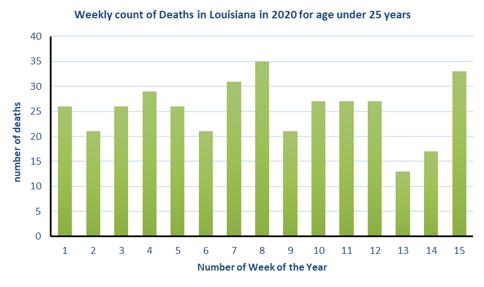 Weekly count of Deaths in Louisiana in 2020 for age under 25 years
40
35
30
25
20
15
10
5
0
number of deaths
1 2 3 4 5 6 7 8 9 10 11 12 13 14 15
Number of Week of the Year